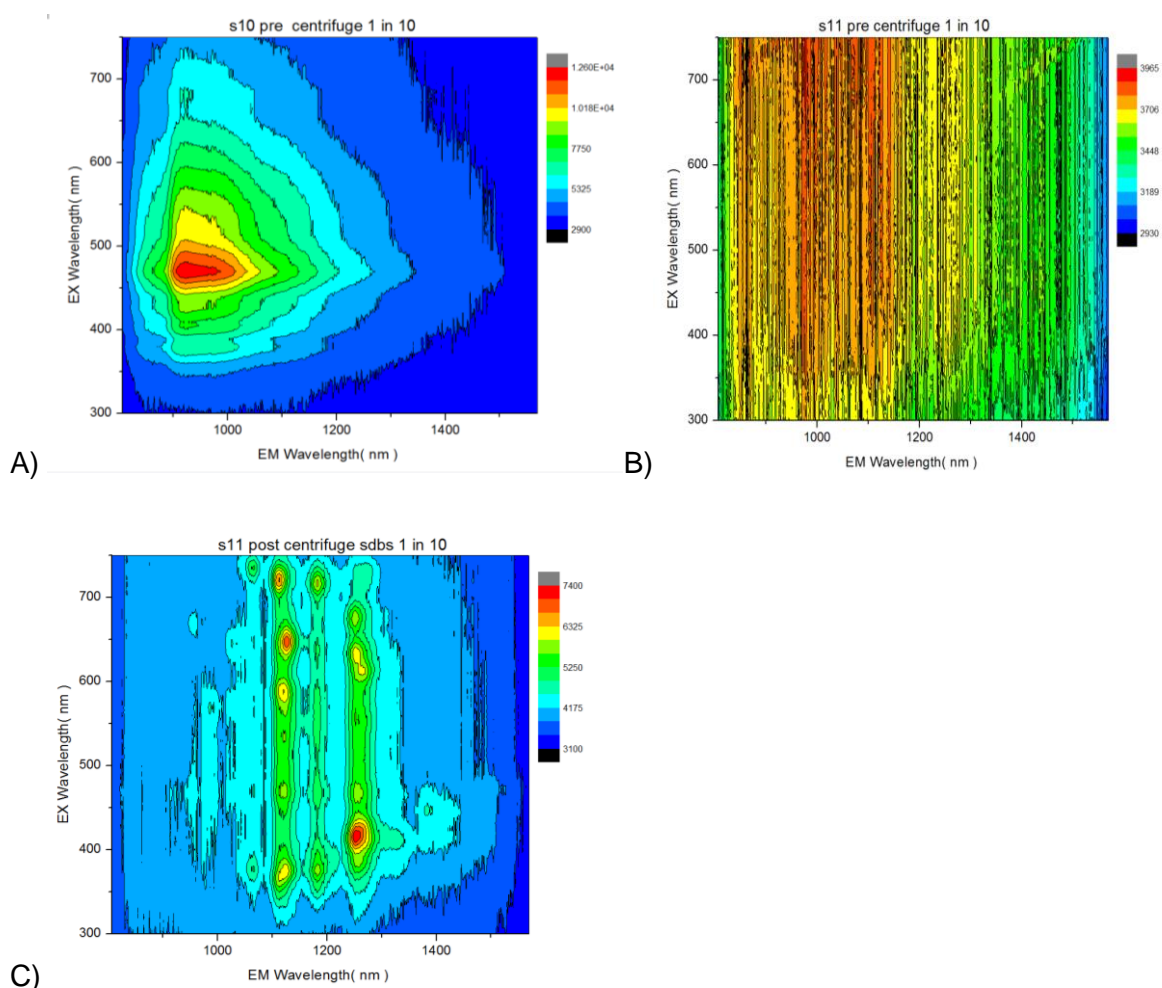 s10 pre centrifuge 1 in 10
EX Wavelength( nm )
700
600
500
400
300
1000
1200
1400
EM Wavelength( nm )
1.260E+04
1.018E+04
7750
5325
2900
A)
s11 pre centrifuge 1 in 10
EX Wavelength( nm )
700
600
500
400
300
1000
1200
1400
EM Wavelength( nm )
3965
3706
3448
3189
2930
B)
s11 post centrifuge sdbs 1 in 10
EX Wavelength( nm )
700
600
500
400
300
1000
1200
1400
EM Wavelength( nm )
7400
6325
5250
4175
3100
C)